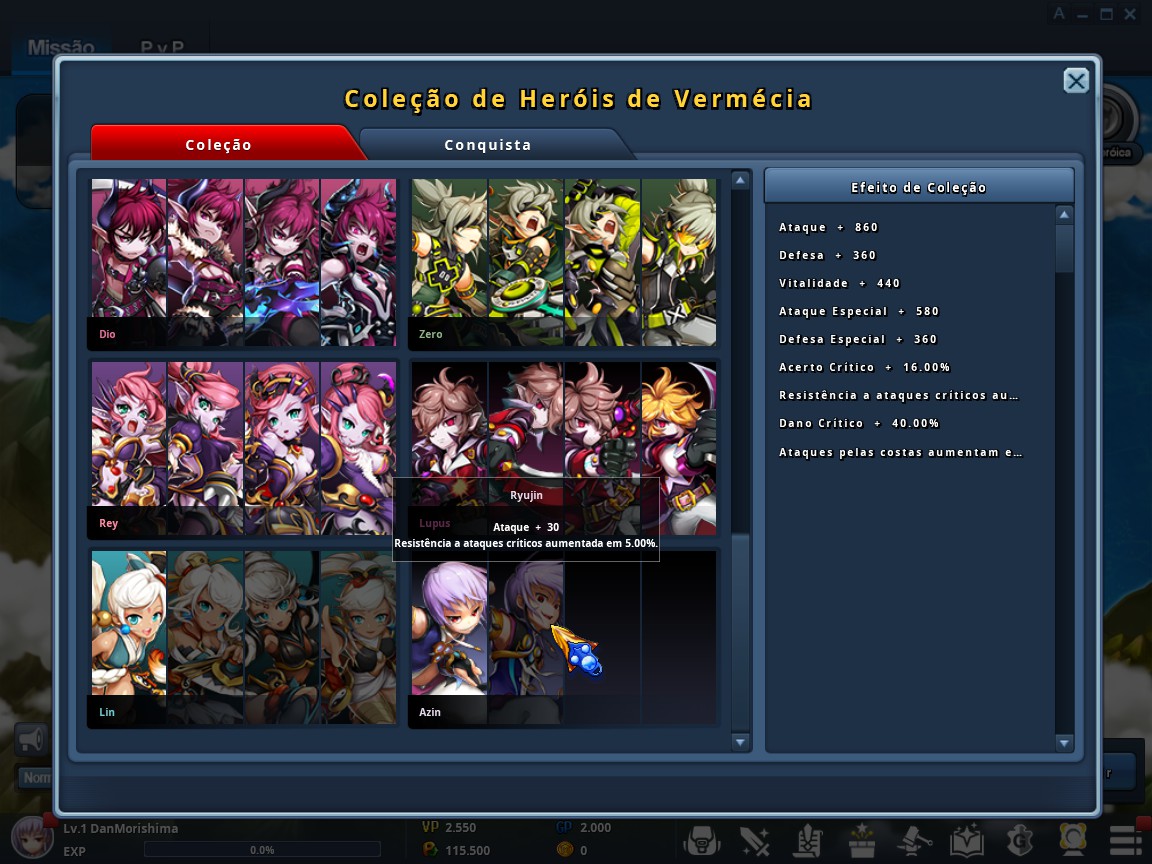 A
Missão
PvP
Coleção de Heróis de Vermécia
Coleção
Conquista
róica
Efeito de Coleção
Ataque + 860
Defesa + 360
Vitalidade + 440
Ataque Especial + 580
Defesa Especial + 360
Acerto Crítico + 16.00%
Resistência a ataques críticos au...
Dano Crítico + 40.00%
Ataques pelas costas aumentam e...
Dio
Zero
Rey
Lupus
Ryujin
Ataque + 30
Resistência a ataques críticos aumentada em 5.00%.
Lin
Azin
Norm
r
Lv.1 DanMorishima
EXP
0.0%
VP 2.550
GP 2.000
115.500
0